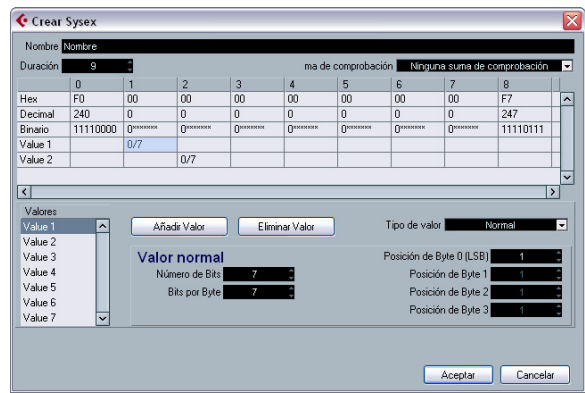 Crear Sysex
Nombre Nombre
Duración 9 ma de comprobación Ninguna suma de comprobación
0 1 2 3 4 5 6 7 8
Hex F0 00 00 00 00 00 00 00 F7
Decimal 240 0 0 0 0 0 0 0 247
Binario 11110000 0******* 0******* 0******* 0******* 0******* 0******* 0******* 11110111
Value 1 0/7
Value 2 0/7
Valores
Value 1 Añadir Valor Eliminar Valor Tipo de valor Normal
Value 2
Value 3 Valor normal Posición de Byte 0 (LSB) 1
Value 4 Número de Bits 7 Posición de Byte 1 1
Value 5 Bits por Byte 7 Posición de Byte 2 1
Value 6 Posición de Byte 3 1
Value 7
Aceptar Cancelar